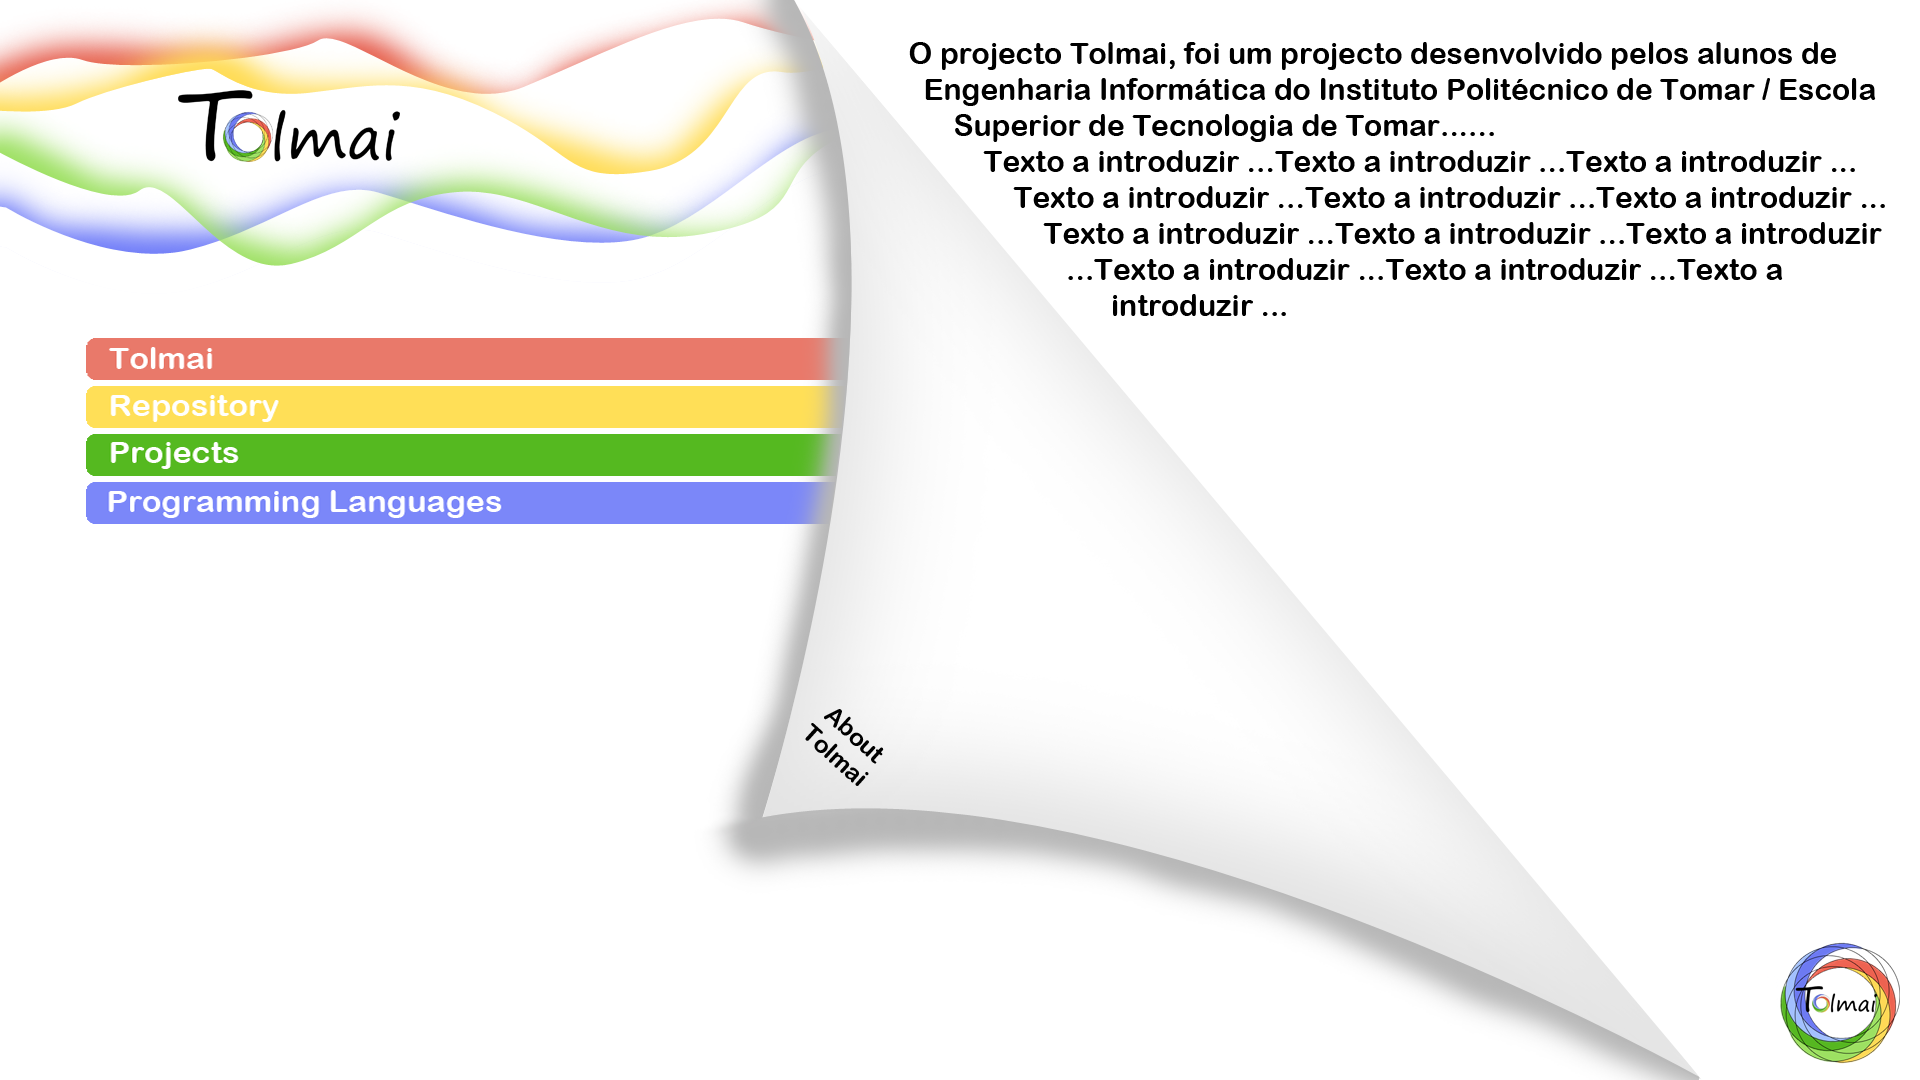 Tolmai
O projecto Tolmai, foi um projecto desenvolvido pelos alunos de
Engenharia Informática do Instituto Politécnico de Tomar / Escola
Superior de Tecnologia de Tomar......
Texto a introduzir ...Texto a introduzir ...Texto a introduzir ...
Texto a introduzir ...Texto a introduzir ...Texto a introduzir ...
Texto a introduzir ...Texto a introduzir ...Texto a introduzir
...Texto a introduzir ...Texto a introduzir ...Texto a
introduzir ...
Tolmai
Repository
Projects
Programming Languages
About
Tolmai
Tolmai